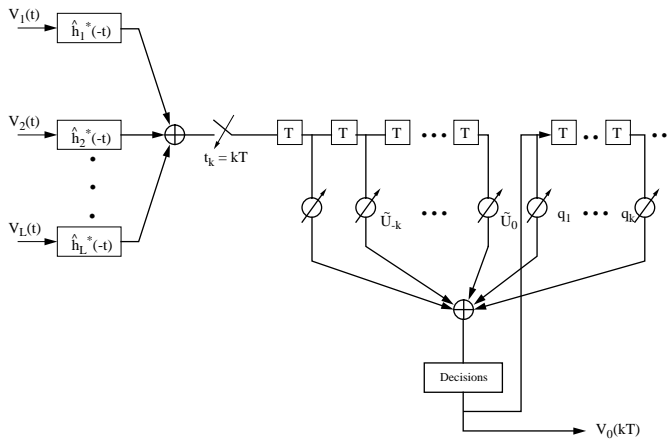 V1(t)
ĥ1*(-t)
V2(t)
ĥ2*(-t)
VL(t)
ĥL*(-t)
tk = kT
T
T
T
T
T
T
Ũ-k
Ũ0
q1
qk
Decisions
V0(kT)